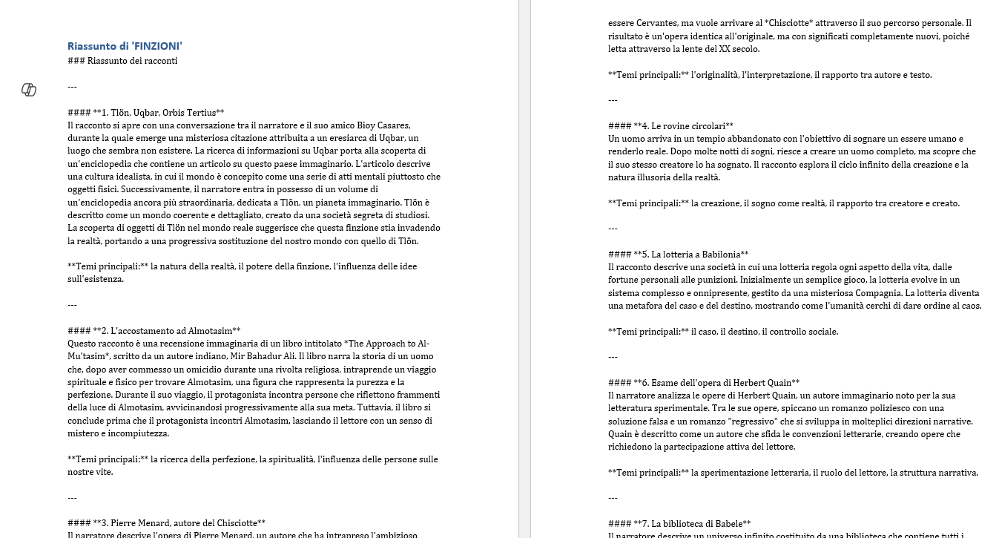 Riassunto di 'FINZIONI'
### Riassunto dei racconti
---
#### **1. Tlön, Uqbar, Orbis Tertius**
Il racconto si apre con una conversazione tra il narratore e il suo amico Bioy Casares,
durante la quale emerge una misteriosa citazione attribuita a un eresiarca di Uqbar, un
luogo che sembra non esistere. La ricerca di informazioni su Uqbar porta alla scoperta di
un'enciclopedia che contiene un articolo su questo paese immaginario. L'articolo descrive
una cultura idealista, in cui il mondo è concepito come una serie di atti mentali piuttosto che
oggetti fisici. Successivamente, il narratore entra in possesso di un volume di
un'enciclopedia ancora più straordinaria, dedicata a Tlön, un pianeta immaginario. Tlön è
descritto come un mondo coerente e dettagliato, creato da una società segreta di studiosi.
La scoperta di oggetti di Tlön nel mondo reale suggerisce che questa finzione stia invadendo
la realtà, portando a una progressiva sostituzione del nostro mondo con quello di Tlön.
**Temi principali:** la natura della realtà, il potere della finzione, l'influenza delle idee
sull'esistenza.
---
#### **2. L'accostamento ad Almotasim**
Questo racconto è una recensione immaginaria di un libro intitolato *The Approach to Al-
Mu'tasim*, scritto da un autore indiano, Mir Bahadur Ali. Il libro narra la storia di un uomo
che, dopo aver commesso un omicidio durante una rivolta religiosa, intraprende un viaggio
spirituale e fisico per trovare Almotasim, una figura che rappresenta la purezza e la
perfezione. Durante il suo viaggio, il protagonista incontra persone che riflettono frammenti
della luce di Almotasim, avvicinandosi progressivamente alla sua meta. Tuttavia, il libro si
conclude prima che il protagonista incontri Almotasim, lasciando il lettore con un senso di
mistero e incompiutezza.
**Temi principali:** la ricerca della perfezione, la spiritualità, l'influenza delle persone sulle
nostre vite.
---
#### **3. Pierre Menard, autore del Chisciotte**
Il narratore descrive l'opera di Pierre Menard, un autore che ha intrapreso l'ambizioso
essere Cervantes, ma vuole arrivare al *Chisciotte* attraverso il suo percorso personale. Il
risultato è un'opera identica all'originale, ma con significati completamente nuovi, poiché
letta attraverso la lente del XX secolo.
**Temi principali:** l'originalità, l'interpretazione, il rapporto tra autore e testo.
---
#### **4. Le rovine circolari**
Un uomo arriva in un tempio abbandonato con l'obiettivo di sognare un essere umano e
renderlo reale. Dopo molte notti di sogni, riesce a creare un uomo completo, ma scopre che
il suo stesso creatore lo ha sognato. Il racconto esplora il ciclo infinito della creazione e la
natura illusoria della realtà.
**Temi principali:** la creazione, il sogno come realtà, il rapporto tra creatore e creato.
---
#### **5. La lotteria a Babilonia**
Il racconto descrive una società in cui una lotteria regola ogni aspetto della vita, dalle
fortune personali alle punizioni. Inizialmente un semplice gioco, la lotteria evolve in un
sistema complesso e onnipresente, gestito da una misteriosa Compagnia. La lotteria diventa
una metafora del caso e del destino, mostrando come l'umanità cerchi di dare ordine al caos.
**Temi principali:** il caso, il destino, il controllo sociale.
---
#### **6. Esame dell'opera di Herbert Quain**
Il narratore analizza le opere di Herbert Quain, un autore immaginario noto per la sua
letteratura sperimentale. Tra le sue opere, spiccano un romanzo poliziesco con una
soluzione falsa e un romanzo "regressivo" che si sviluppa in molteplici direzioni narrative.
Quain è descritto come un autore che sfida le convenzioni letterarie, creando opere che
richiedono la partecipazione attiva del lettore.
**Temi principali:** la sperimentazione letteraria, il ruolo del lettore, la struttura narrativa.
---
#### **7. La biblioteca di Babele**
Il narratore descrive un universo infinito costituito da una biblioteca che contiene tutti i